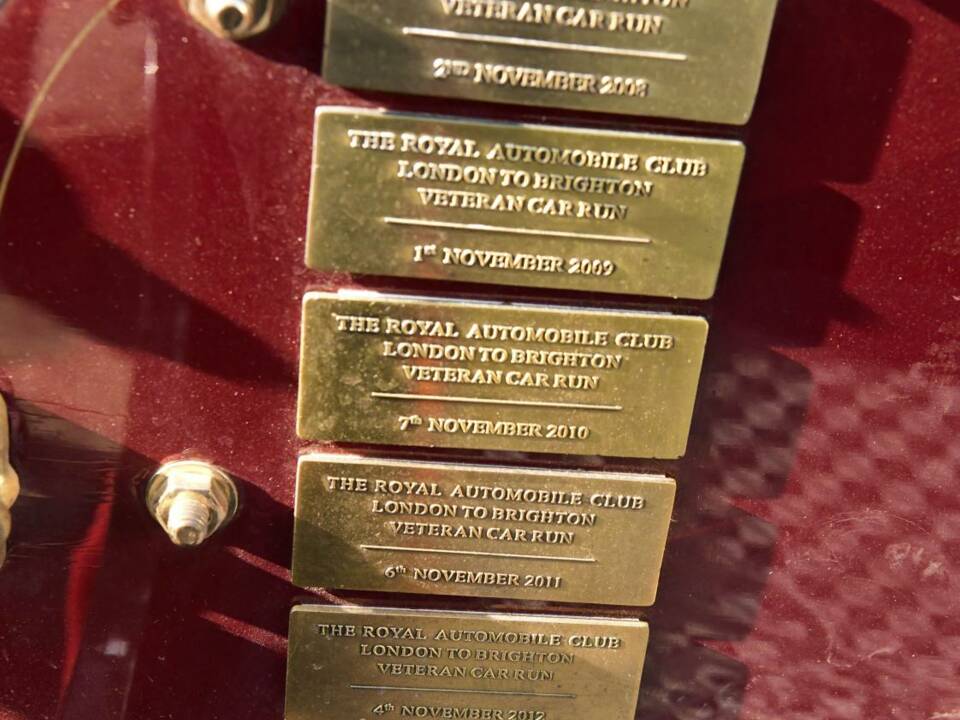 VETERAN CAR RUN
2ND NOVEMBER 2008
THE ROYAL AUTOMOBILE CLUB
LONDON TO BRIGHTON
VETERAN CAR RUN
1st NOVEMBER 2009
THE ROYAL AUTOMOBILE CLUB
LONDON TO BRIGHTON
VETERAN CAR RUN
7th NOVEMBER 2010
THE ROYAL AUTOMOBILE CLUB
LONDON TO BRIGHTON
VETERAN CAR RUN
6th NOVEMBER 2011
THE ROYAL AUTOMOBILE CLUB
LONDON TO BRIGHTON
VETERAN CAR RUN
4th NOVEMBER 2012